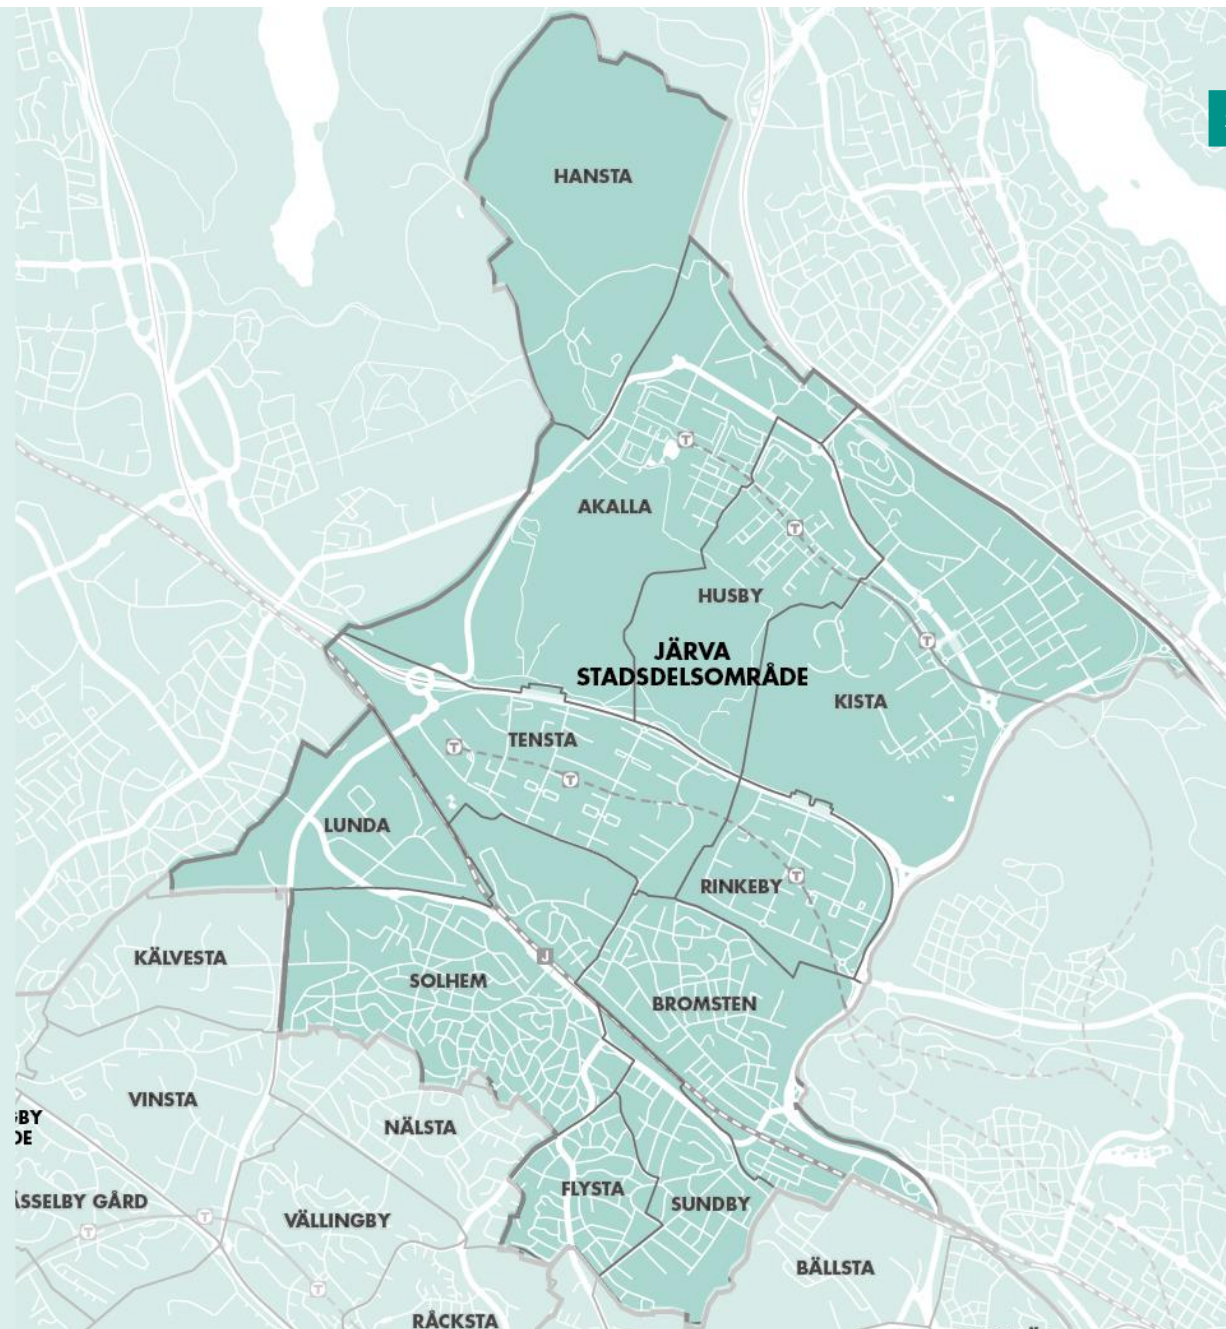 HANSTA
T
AKALLA
T
HUSBY
T
JÄRVA
STADSDELSOMRÅDE
KISTA
TENSTA
T
T
LUNDA
T
RINKEBY
KÄLVESTA
J
SOLHEM
BROMSTEN
VINSTA
NÄLSTA
FLYSTA
SUNDBY
GÅRD
T
T
VÄLLINGBY
BÄLLSTA
T
RÅCKSTA